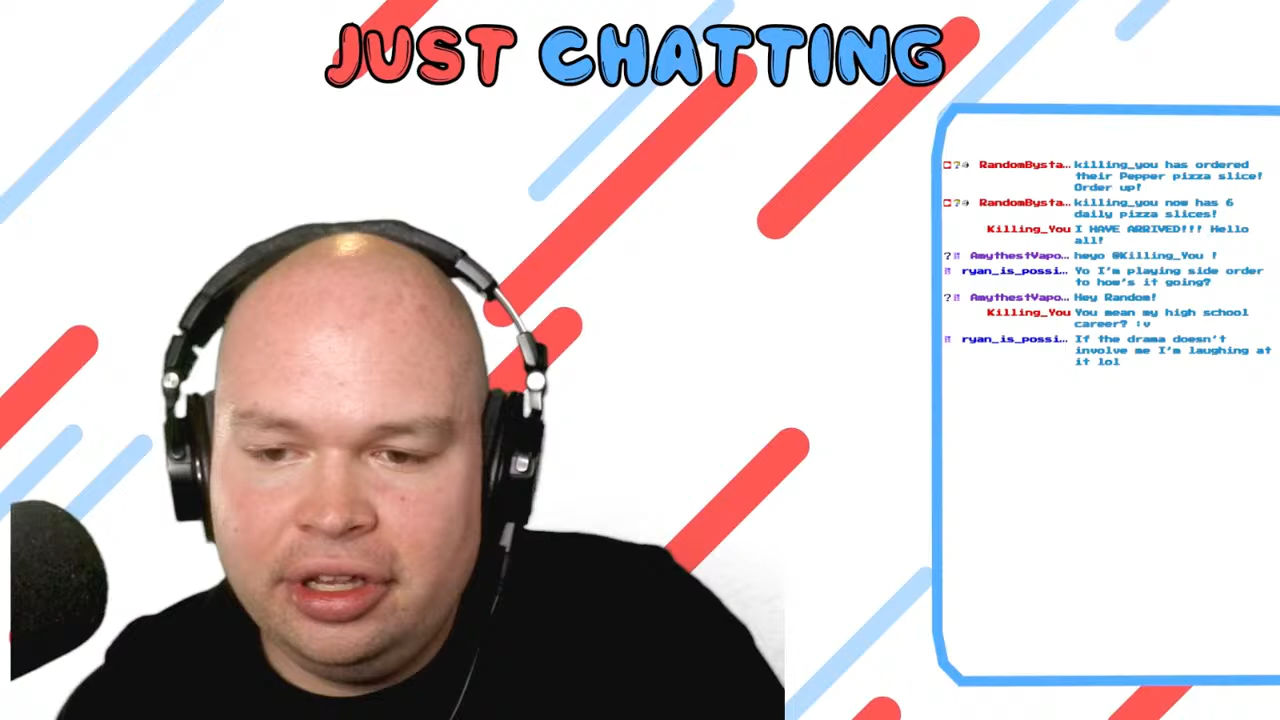 JUST CHATTING
RandomBysta… killing_you has ordered
their Pepper pizza slice!
Order up!
RandomBysta… killing_you now has 6
daily pizza slices!
Killing_You I HAVE ARRIVED!!! Hello
all!
AmythestVapo… heyo @Killing_You !
ryan_is_possi… Yo I'm playing side order
to how's it going?
AmythestVapo… Hey Random!
Killing_You You mean my high school
career? :v
ryan_is_possi… If the drama doesn't
involve me I'm laughing at
it lol